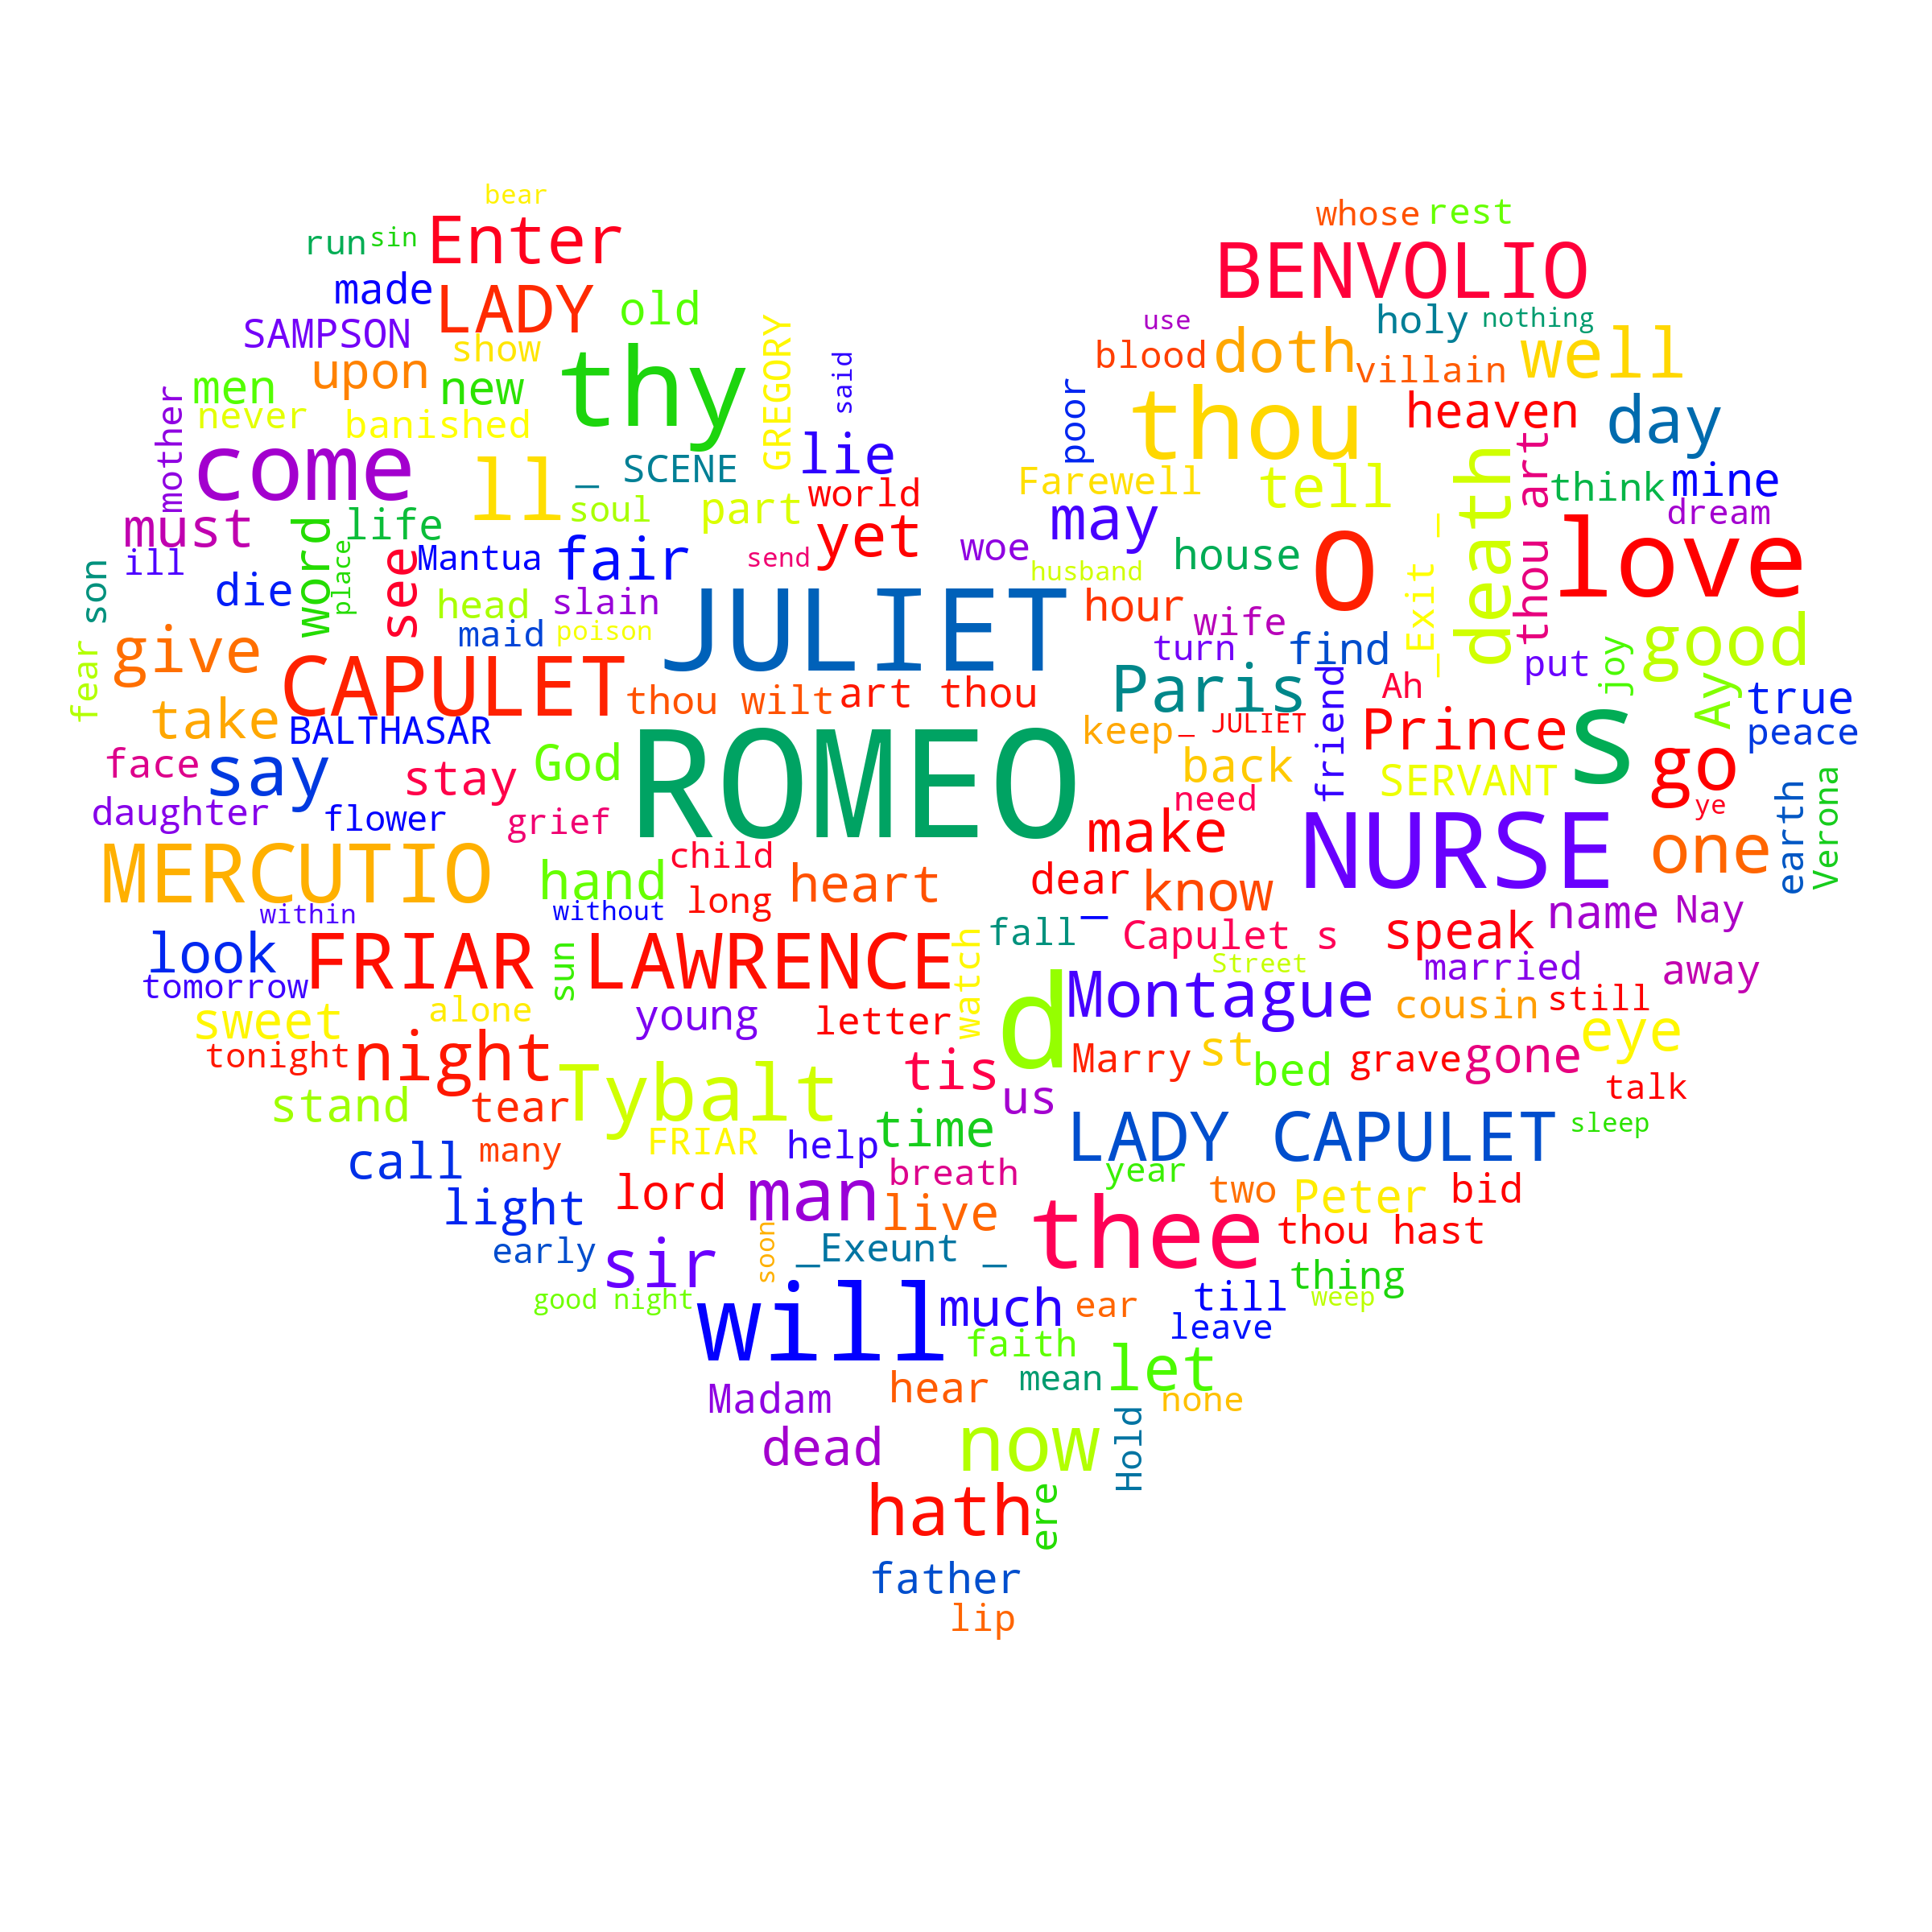 bear
whose rest
run sin Enter
BENVOLIO
made LADY old
use holy nothing
SAMPSON show
blood doth villain well
men upon new thy GREGORY said
never banished
mother come ll _ SCENE lie
poor thou heaven day
soul part world
Farewell tell death thou art think mine
must word life
yet may dream
ill place see Mantua fair send
woe house O _Exit _ love
son die head slain
husband
hour wife
fear give maid poison JULIET
turn find put joy good
CAPULET thou wilt art thou
Paris friend Ah Ay true
take BALTHASAR
keep _ JULIET Prince s peace
face say stay God ROMEO
back SERVANT go
daughter flower grief
need ye earth Verona
make NURSE one
MERCUTIO hand child heart
dear know
within without long
_ name Nay
look FRIAR sun LAWRENCE watch
fall Capulet s speak
tomorrow
Street married away
sweet alone young letter
d Montague cousin still eye
tonight night
tis Marry st bed grave gone
stand tear Tybalt
us talk
time LADY CAPULET sleep
call many FRIAR help
breath year
light lord man live
two Peter bid
early sir soon _Exeunt _ thee thou hast
good night will much ear till thing weep
faith leave
Madam hear mean let none
dead now Hold
hath ere
father
lip